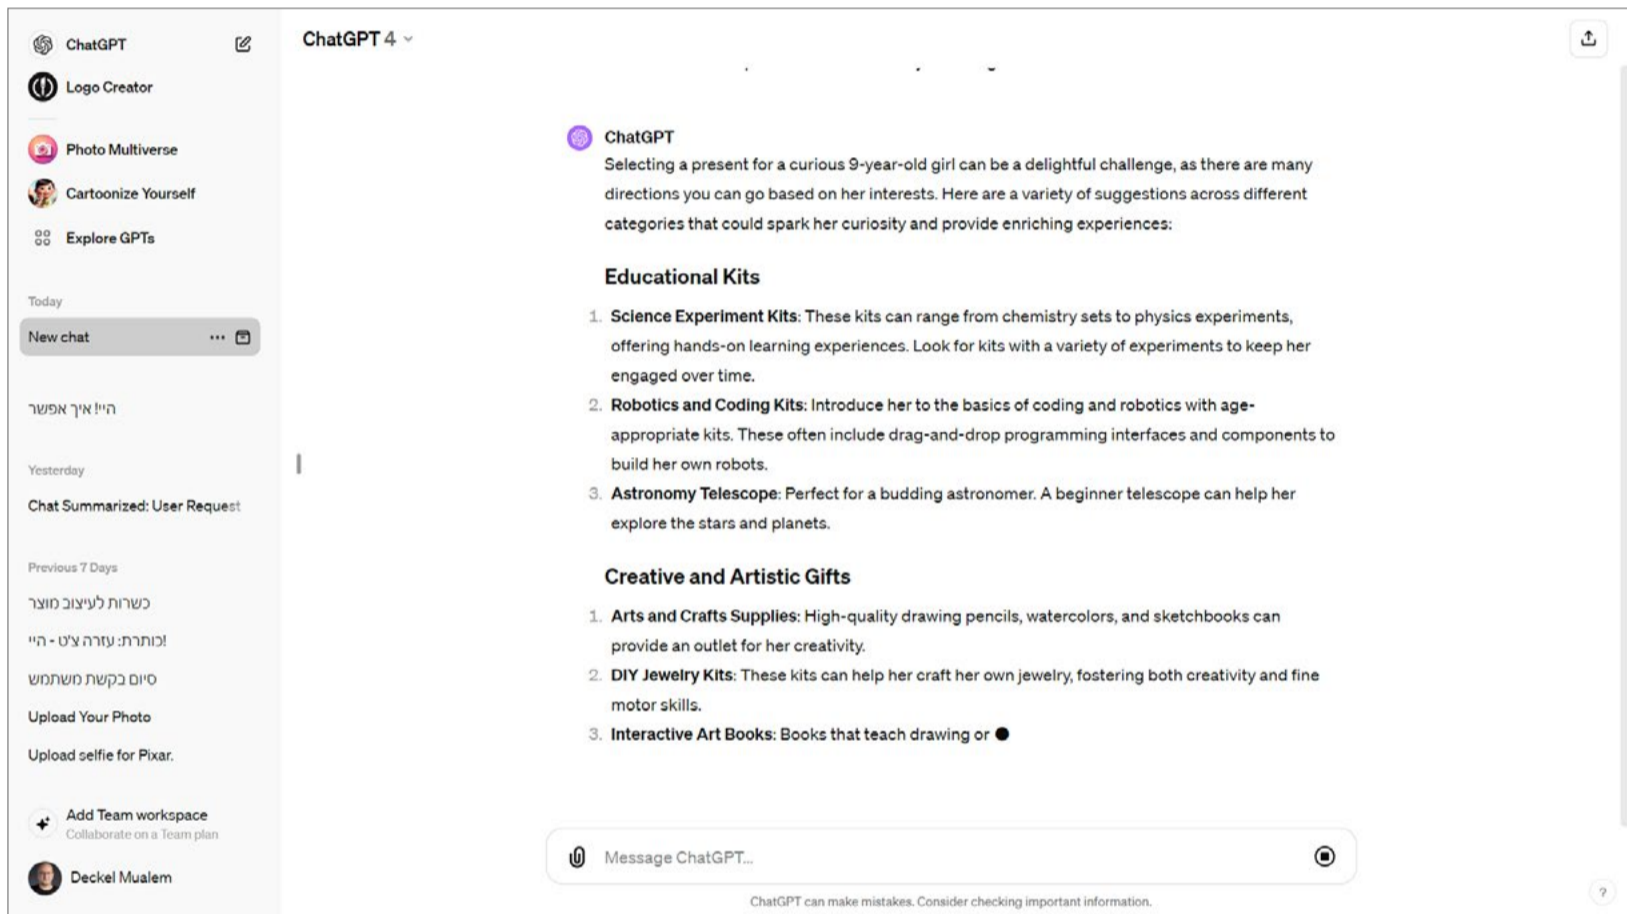 ChatGPT
Logo Creator
Photo Multiverse
Cartoonize Yourself
Explore GPTs
Today
New chat
היי! איך אפשר
Yesterday
Chat Summarized: User Request
Previous 7 Days
כשרות לעיצוב מוצר
כותרת: עזרה צ'ט - היי!
סיום בקשת משתמש
Upload Your Photo
Upload selfie for Pixar.
Add Team workspace
Collaborate on a Team plan
Deckel Mualem
ChatGPT 4
ChatGPT
Selecting a present for a curious 9-year-old girl can be a delightful challenge, as there are many
directions you can go based on her interests. Here are a variety of suggestions across different
categories that could spark her curiosity and provide enriching experiences:
Educational Kits
1. Science Experiment Kits: These kits can range from chemistry sets to physics experiments,
offering hands-on learning experiences. Look for kits with a variety of experiments to keep her
engaged over time.
2. Robotics and Coding Kits: Introduce her to the basics of coding and robotics with age-
appropriate kits. These often include drag-and-drop programming interfaces and components to
build her own robots.
3. Astronomy Telescope: Perfect for a budding astronomer. A beginner telescope can help her
explore the stars and planets.
Creative and Artistic Gifts
1. Arts and Crafts Supplies: High-quality drawing pencils, watercolors, and sketchbooks can
provide an outlet for her creativity.
2. DIY Jewelry Kits: These kits can help her craft her own jewelry, fostering both creativity and fine
motor skills.
3. Interactive Art Books: Books that teach drawing or
Message ChatGPT...
ChatGPT can make mistakes. Consider checking important information.
?